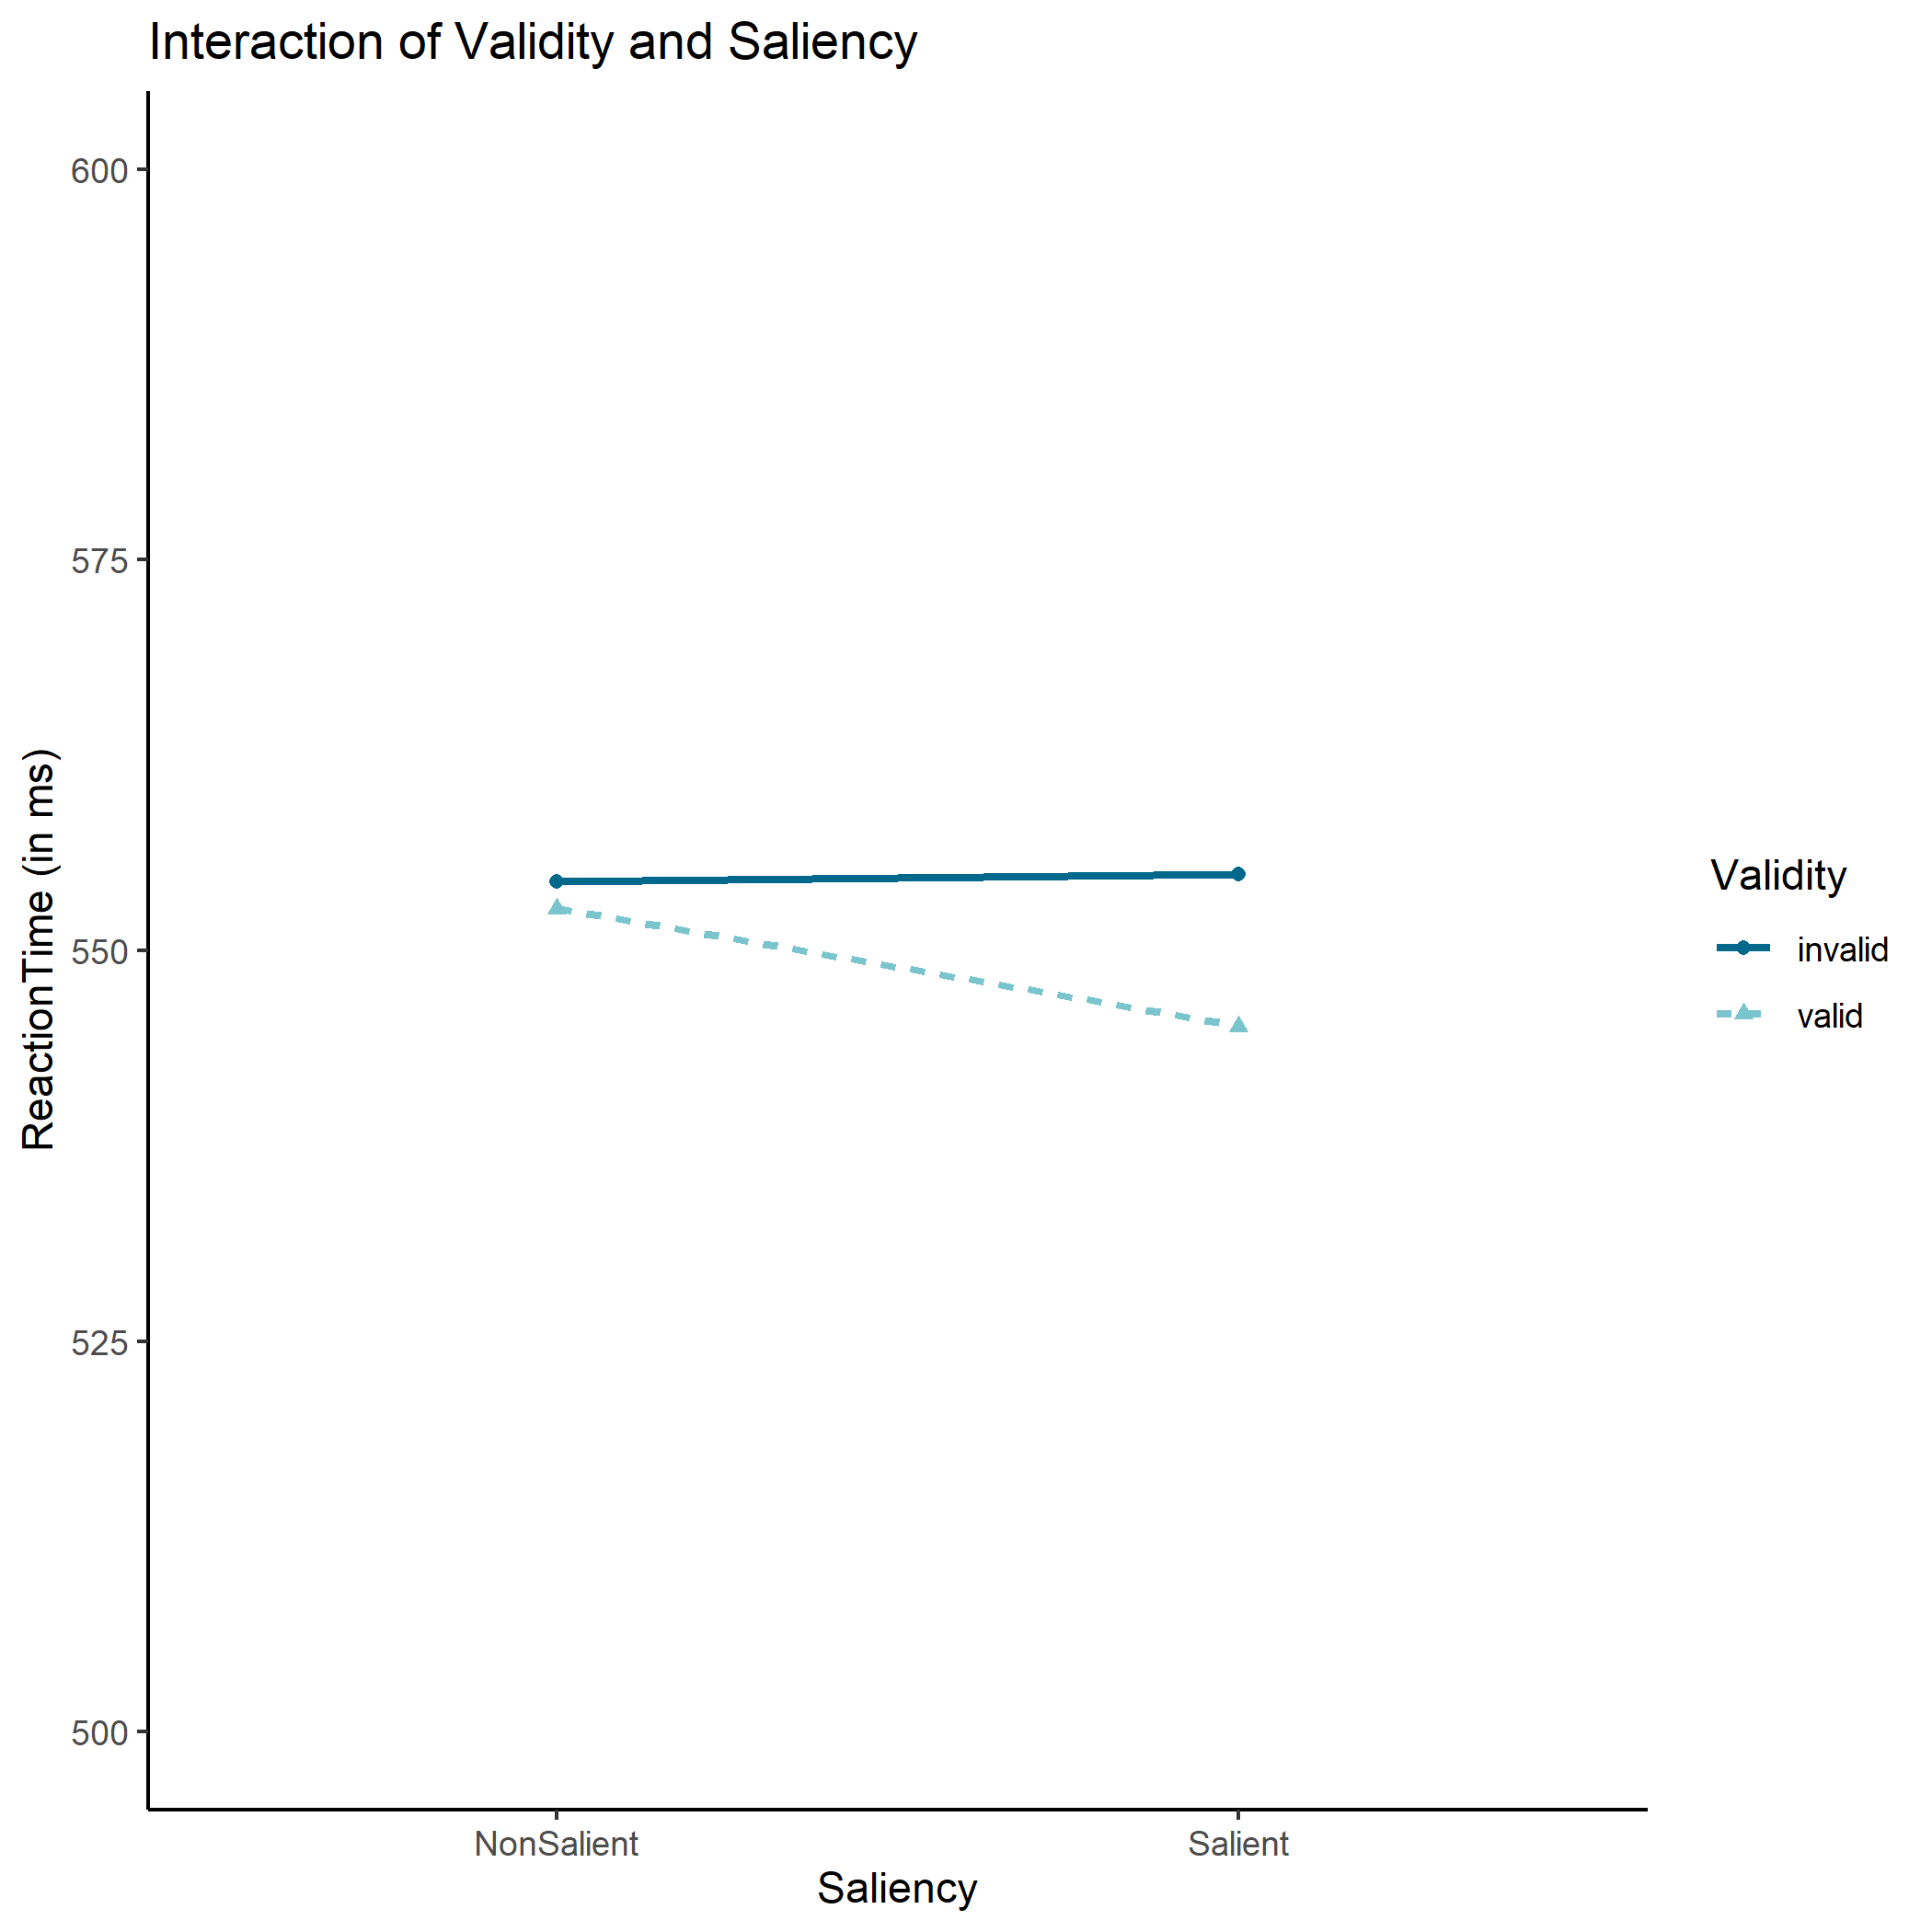 Interaction of Validity and Saliency
600
575
550
525
500
ReactionTime (in ms)
NonSalient
Salient
Saliency
Validity
invalid
valid